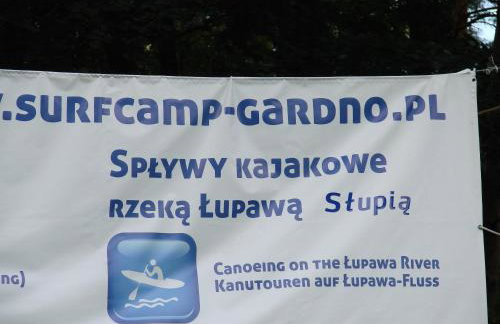 .SURFCAMP-GARDNO.PL
SPŁYWY KAJAKOWE
RZEKĄ ŁUPAWĄ Słupią
CANOEING ON THE ŁUPAWA RIVER
KANUTOUREN AUF ŁUPAWA-FLUSS